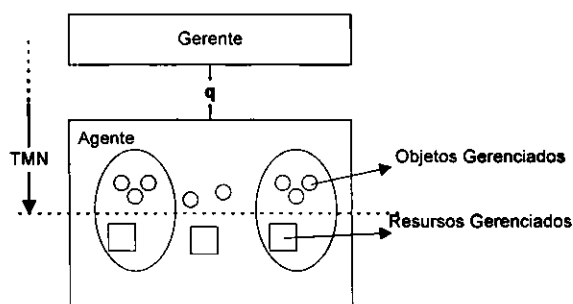 Gerente
q
Agente
TMN
Objetos Gerenciados
Resursos Gerenciados